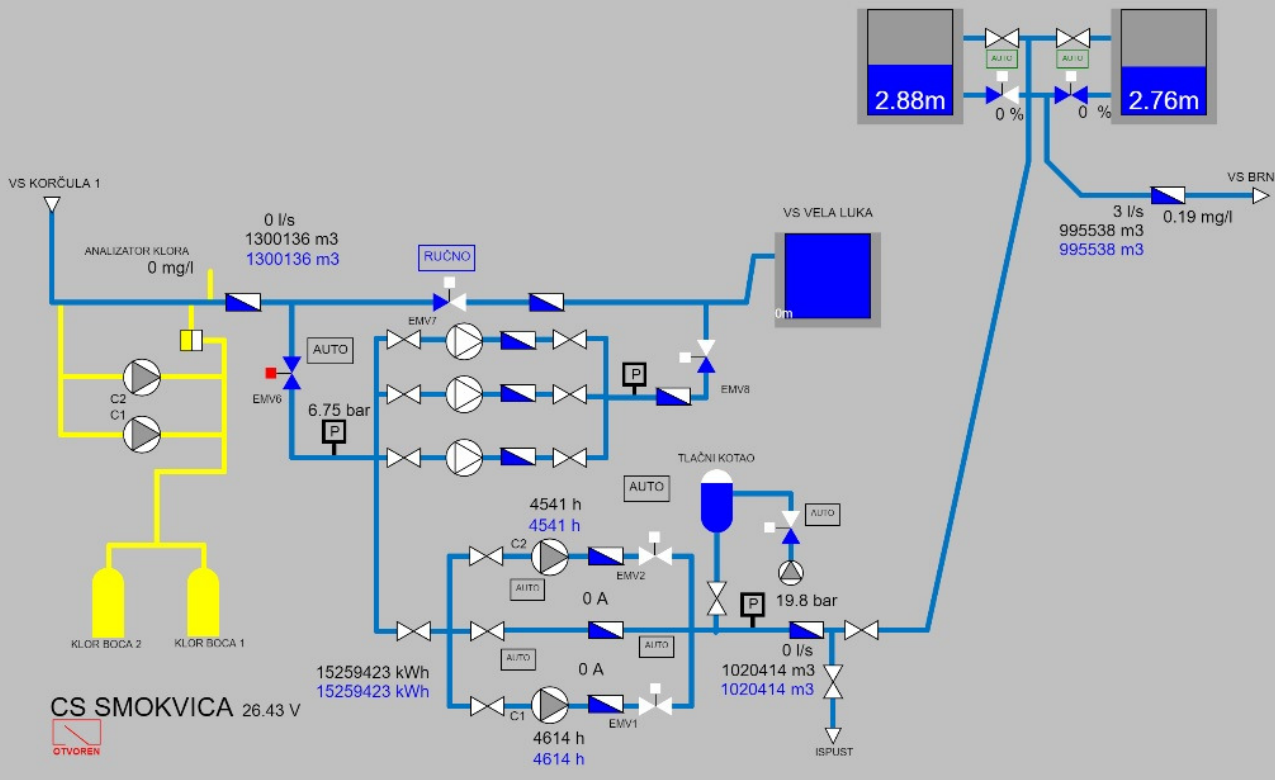 2.88m
2.76m
AUTO
AUTO
0 %
0 %
VS KORČULA 1
VS BRN
3 l/s
0.19 mg/l
995538 m3
995538 m3
VS VELA LUKA
0m
0 l/s
1300136 m3
1300136 m3
ANALIZATOR KLORA
0 mg/l
RUČNO
EMV7
AUTO
EMV6
EMV8
C2
C1
6.75 bar
P
P
TLAČNI KOTAO
AUTO
AUTO
4541 h
4541 h
C2
EMV2
AUTO
0 A
P
19.8 bar
AUTO
AUTO
0 A
0 l/s
1020414 m3
1020414 m3
15259423 kWh
15259423 kWh
C1
EMV1
4614 h
4614 h
ISPUST
KLOR BOCA 2
KLOR BOCA 1
CS SMOKVICA 26.43 V
OTVOREN